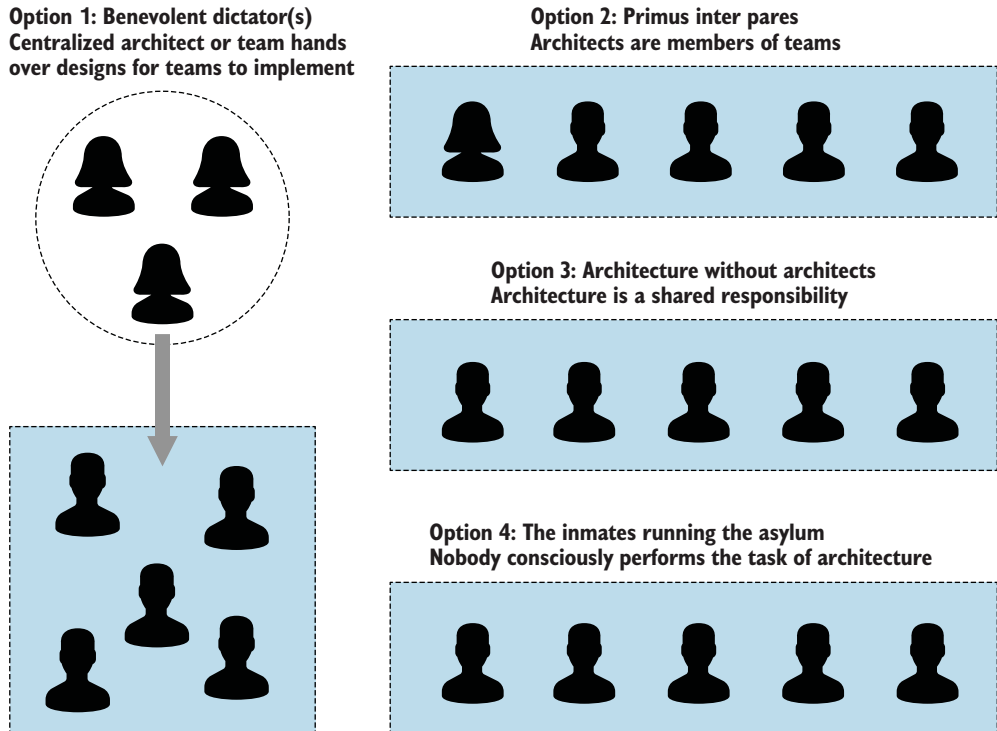 Option 1: Benevolent dictator(s)
Centralized architect or team hands
over designs for teams to implement
Option 2: Primus inter pares
Architects are members of teams
Option 3: Architecture without architects
Architecture is a shared responsibility
Option 4: The inmates running the asylum
Nobody consciously performs the task of architecture